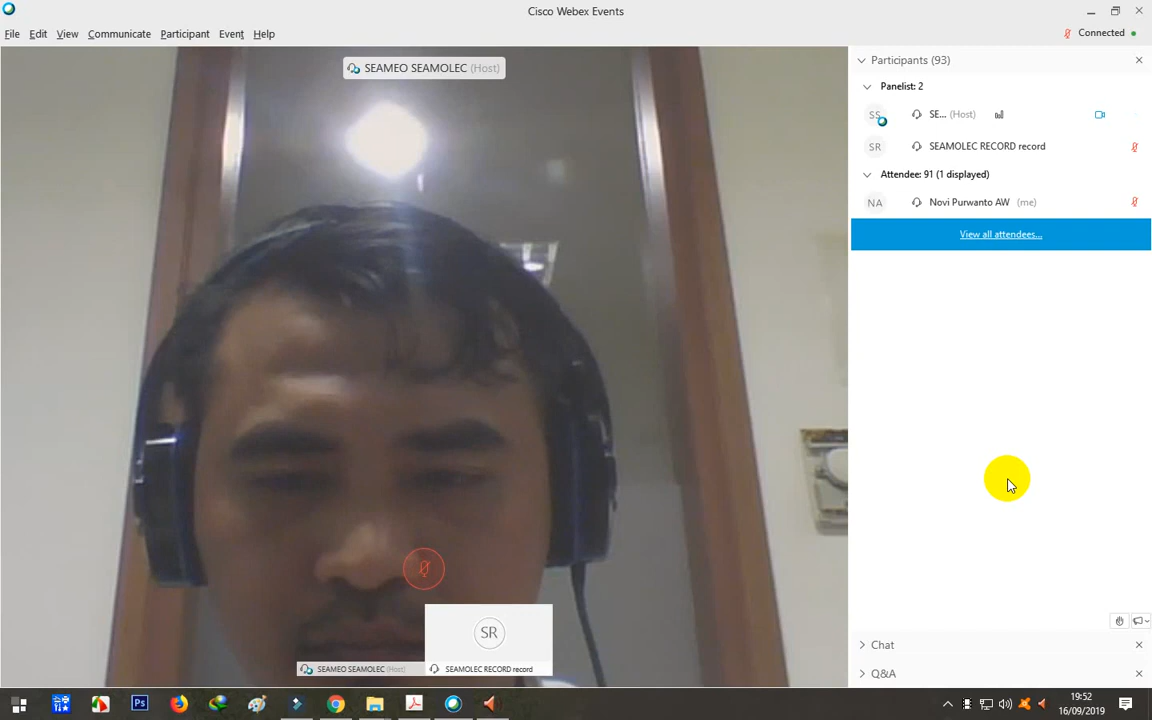 Cisco Webex Events
File Edit View Communicate Participant Event Help
Connected
SEAMEO SEAMOLEC (Host)
Participants (93)
Panelist: 2
SS SE... (Host)
SR SEAMOLEC RECORD record
Attendee: 91 (1 displayed)
NA Novi Purwanto AW (me)
View all attendees...
SR
SEAMEO SEAMOLEC (Host) SEAMOLEC RECORD record
Chat
Q&A
Ps
19:52
16/09/2019